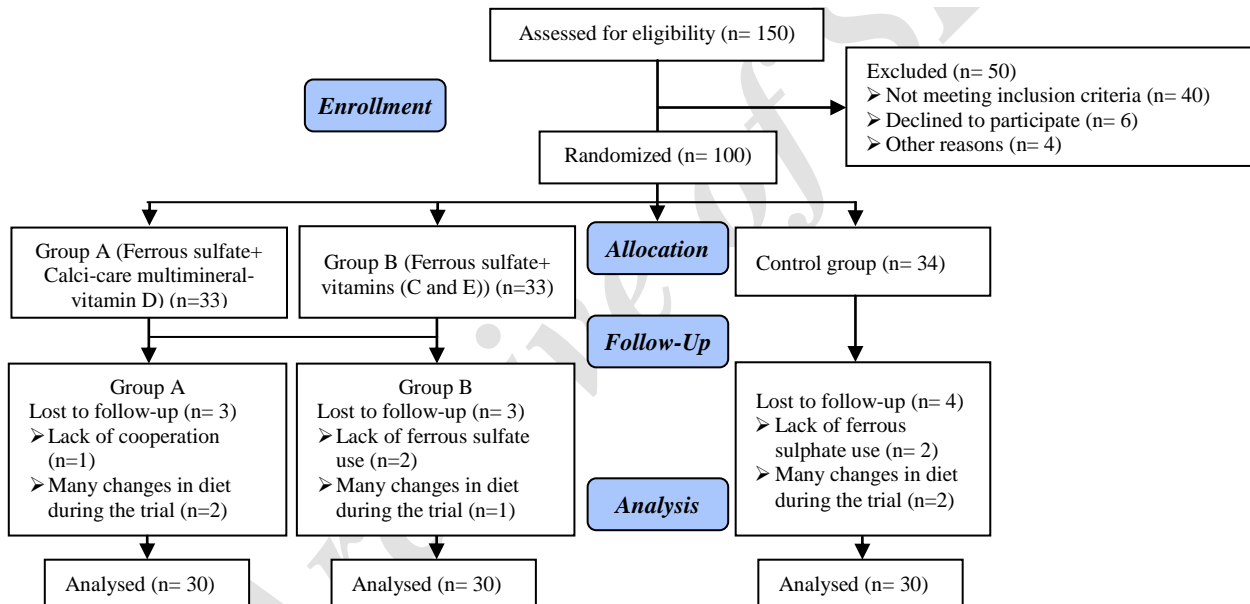 Assessed for eligibility (n= 150)
Excluded (n= 50)
➢ Not meeting inclusion criteria (n= 40)
➢ Declined to participate (n= 6)
➢ Other reasons (n= 4)
Enrollment
Randomized (n= 100)
Group A (Ferrous sulfate+
Calci-care multimineral-
vitamin D) (n=33)
Group B (Ferrous sulfate+
vitamins (C and E)) (n=33)
Allocation
Control group (n= 34)
Follow-Up
Group A
Lost to follow-up (n= 3)
➢ Lack of cooperation
(n=1)
➢ Many changes in diet
during the trial (n=2)
Group B
Lost to follow-up (n= 3)
➢ Lack of ferrous sulfate
use (n=2)
➢ Many changes in diet
during the trial (n=1)
Lost to follow-up (n= 4)
➢ Lack of ferrous
sulphate use (n= 2)
➢ Many changes in diet
during the trial (n=2)
Analysis
Analysed (n= 30)
Analysed (n= 30)
Analysed (n= 30)